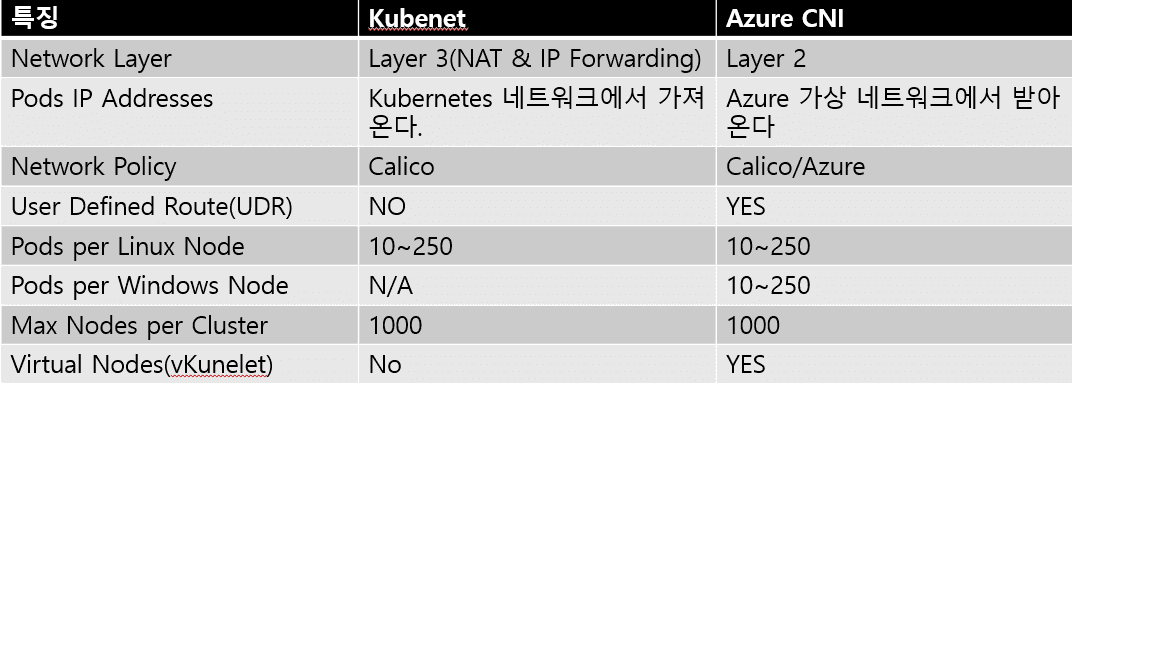 특징 Kubenet Azure CNI
Network Layer Layer 3(NAT & IP Forwarding) Layer 2
Pods IP Addresses Kubernetes 네트워크에서 가져 Azure 가상 네트워크에서 받아
온다. 온다
Network Policy Calico Calico/Azure
User Defined Route(UDR) NO YES
Pods per Linux Node 10~250 10~250
Pods per Windows Node N/A 10~250
Max Nodes per Cluster 1000 1000
Virtual Nodes(vKunelet) No YES